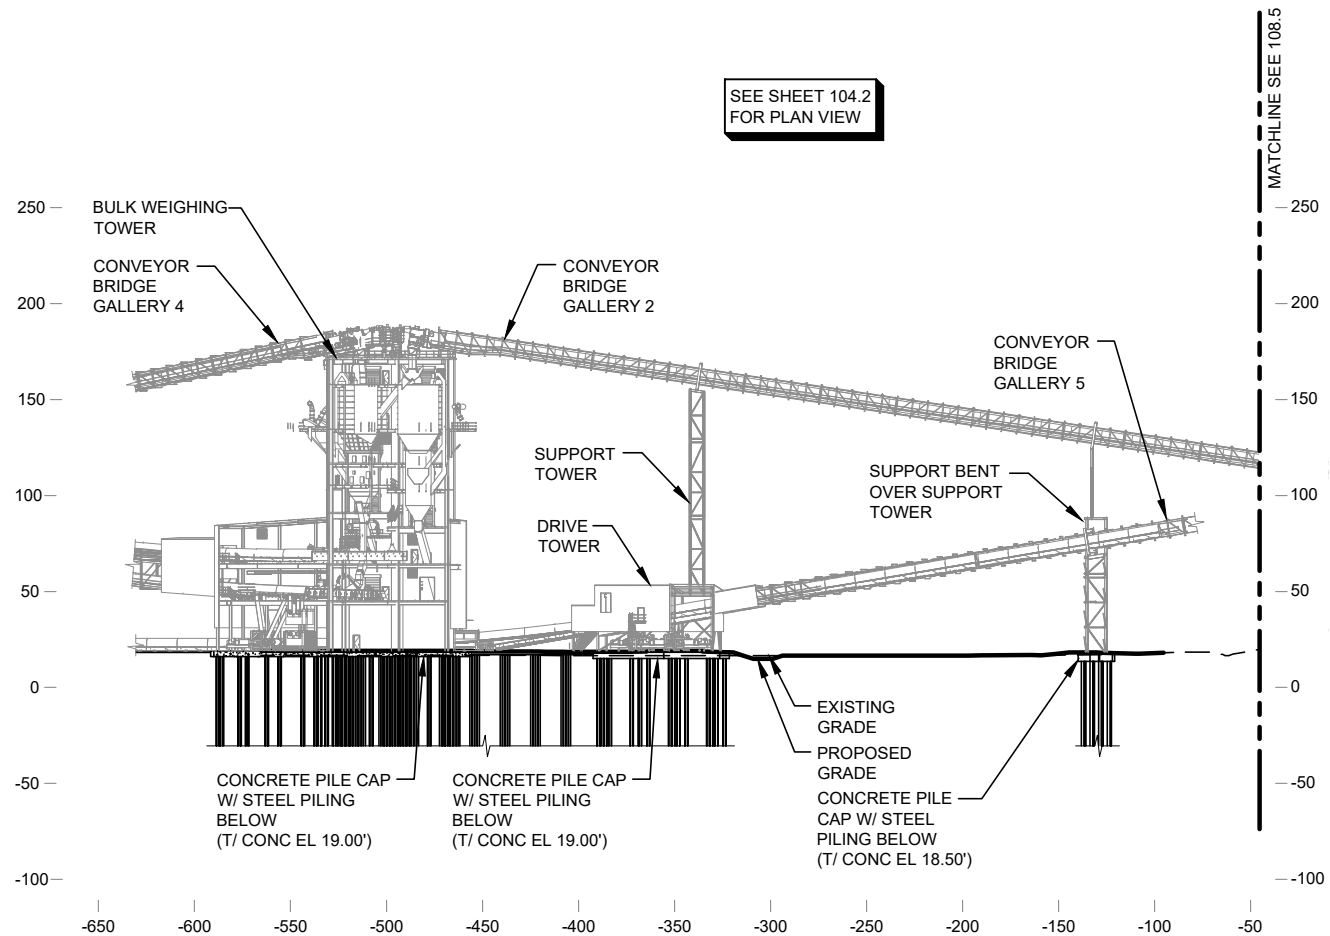 SEE SHEET 104.2
FOR PLAN VIEW
MATCHLINE SEE 108.5
250
250
BULK WEIGHING
TOWER
CONVEYOR
BRIDGE
GALLERY 4
CONVEYOR
BRIDGE
GALLERY 2
200
200
CONVEYOR
BRIDGE
GALLERY 5
150
150
SUPPORT
TOWER
SUPPORT BENT
OVER SUPPORT
TOWER
100
100
DRIVE
TOWER
50
50
0
0
EXISTING
GRADE
PROPOSED
GRADE
CONCRETE PILE CAP
W/ STEEL PILING
BELOW
(T/ CONC EL 19.00')
CONCRETE PILE CAP
W/ STEEL PILING
BELOW
(T/ CONC EL 19.00')
CONCRETE PILE
CAP W/ STEEL
PILING BELOW
(T/ CONC EL 18.50')
-50
-50
-100
-100
-650 -600 -550 -500 -450 -400 -350 -300 -250 -200 -150 -100 -50